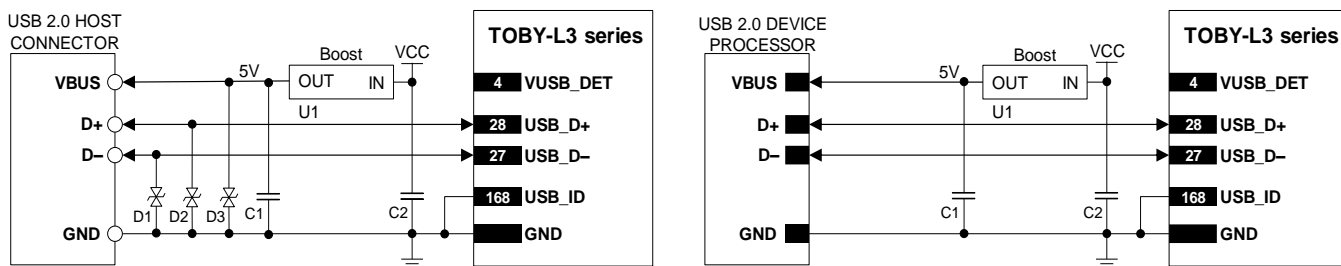 USB 2.0 HOST
CONNECTOR
VBUS
D+
D–
GND
5V
Boost
OUT IN
U1
VCC
D1 D2 D3 C1 C2
TOBY-L3 series
4 VUSB_DET
28 USB_D+
27 USB_D–
168 USB_ID
GND
USB 2.0 DEVICE
PROCESSOR
VBUS
D+
D–
GND
5V
Boost
OUT IN
U1
VCC
C1 C2
TOBY-L3 series
4 VUSB_DET
28 USB_D+
27 USB_D–
168 USB_ID
GND